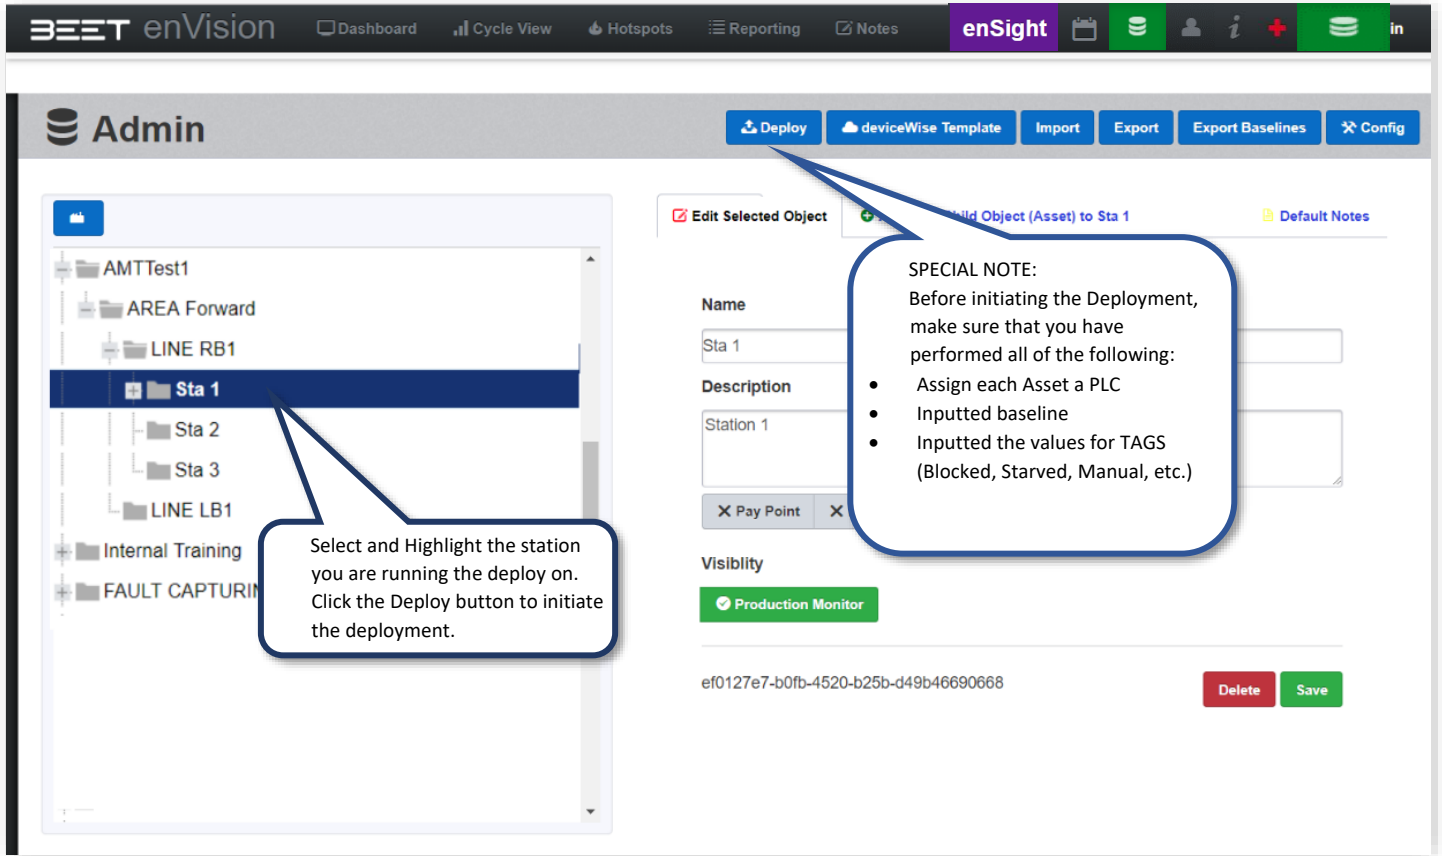 BEET enVision Dashboard Cycle View Hotspots Reporting Notes enSight i in
Admin
Deploy deviceWise Template Import Export Export Baselines Config
Edit Selected Object hild Object (Asset) to Sta 1 Default Notes
AMTTest1
AREA Forward
LINE RB1
Sta 1
Sta 2
Sta 3
LINE LB1
Internal Training
FAULT CAPTURIN
Select and Highlight the station
you are running the deploy on.
Click the Deploy button to initiate
the deployment.
Name
Sta 1
Description
Station 1
X Pay Point X
SPECIAL NOTE:
Before initiating the Deployment,
make sure that you have
performed all of the following:
• Assign each Asset a PLC
• Inputted baseline
• Inputted the values for TAGS
(Blocked, Starved, Manual, etc.)
Visiblity
Production Monitor
ef0127e7-b0fb-4520-b25b-d49b46690668
Delete Save